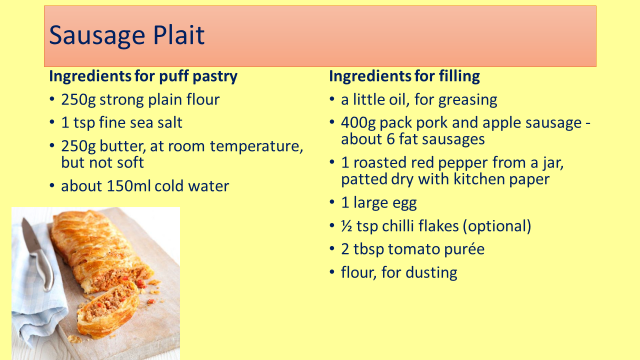 Sausage Plait
Ingredients for puff pastry
• 250g strong plain flour
• 1 tsp fine sea salt
• 250g butter, at room temperature,
but not soft
• about 150ml cold water
Ingredients for filling
• a little oil, for greasing
• 400g pack pork and apple sausage -
about 6 fat sausages
• 1 roasted red pepper from a jar,
patted dry with kitchen paper
• 1 large egg
• ½ tsp chilli flakes (optional)
• 2 tbsp tomato purée
• flour, for dusting